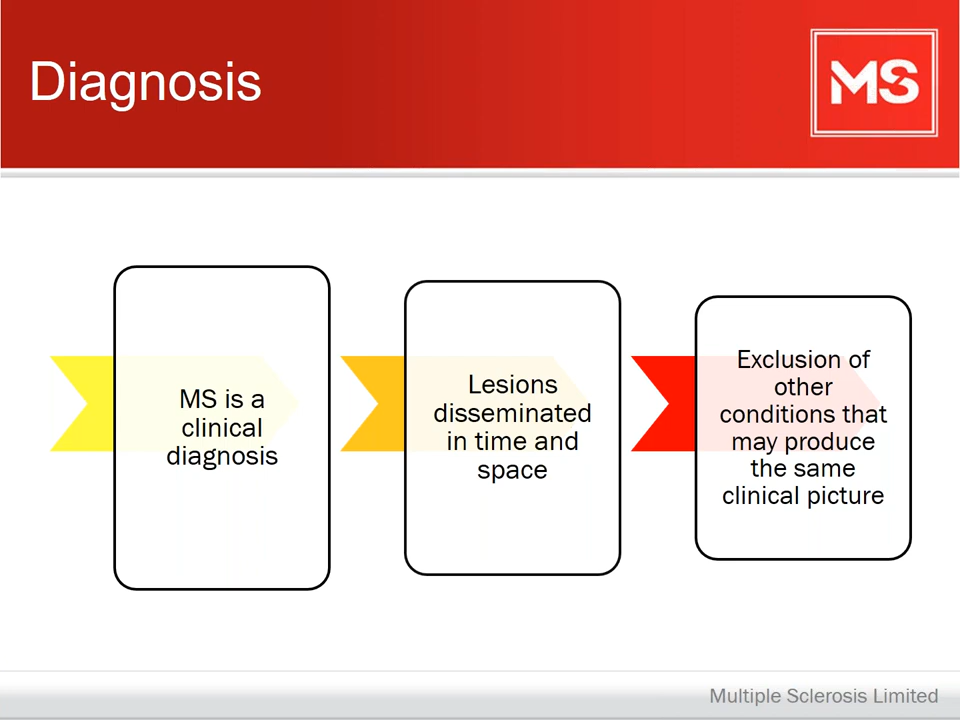 Diagnosis
MS
MS is a
clinical
diagnosis
Lesions
disseminated
in time and
space
Exclusion of
other
conditions that
may produce
the same
clinical picture
Multiple Sclerosis Limited